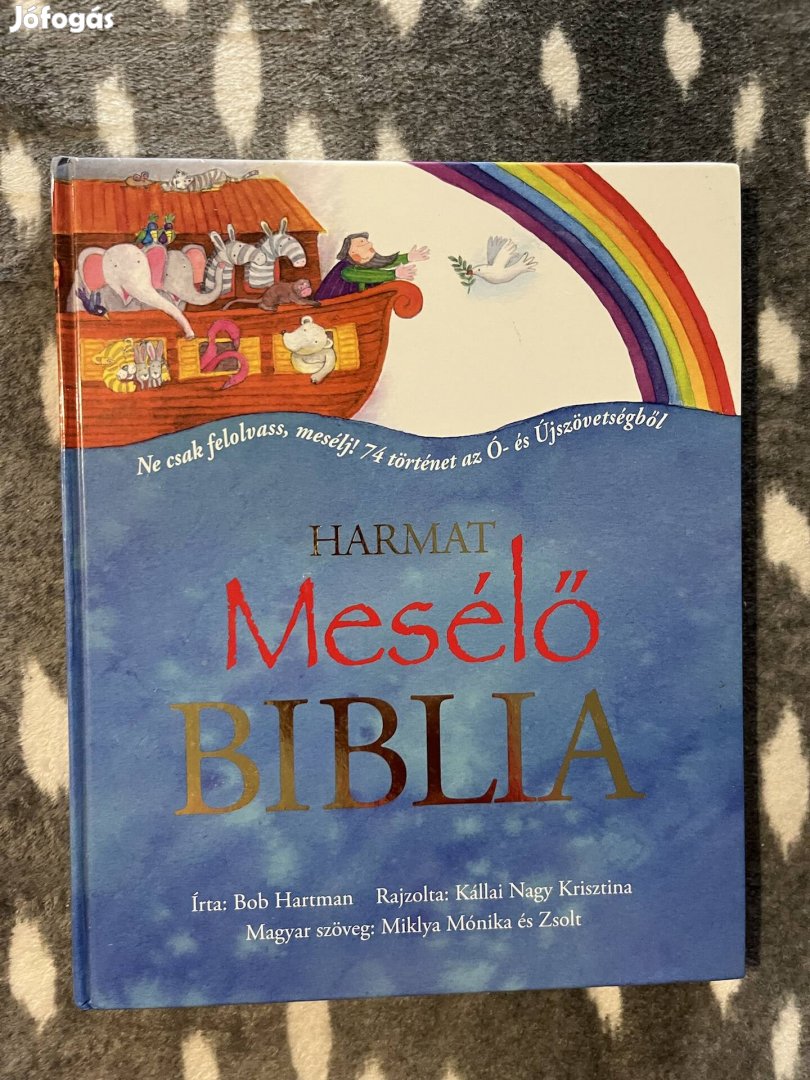 Jófogás
Ne csak felolvass, mesélj! 74 történet az Ó- és Újszövetségből
HARMAT
Mesélő
BIBLIA
Írta: Bob Hartman Rajzolta: Kállai Nagy Krisztina
Magyar szöveg: Miklya Mónika és Zsolt